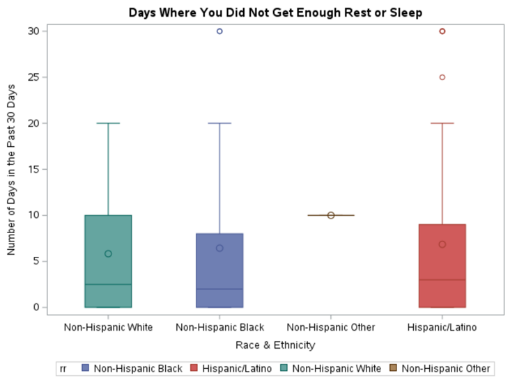 Days Where You Did Not Get Enough Rest or Sleep
Number of Days in the Past 30 Days
30
25
20
15
10
5
0
Non-Hispanic White Non-Hispanic Black Non-Hispanic Other Hispanic/Latino
Race & Ethnicity
rr Non-Hispanic Black Hispanic/Latino Non-Hispanic White Non-Hispanic Other